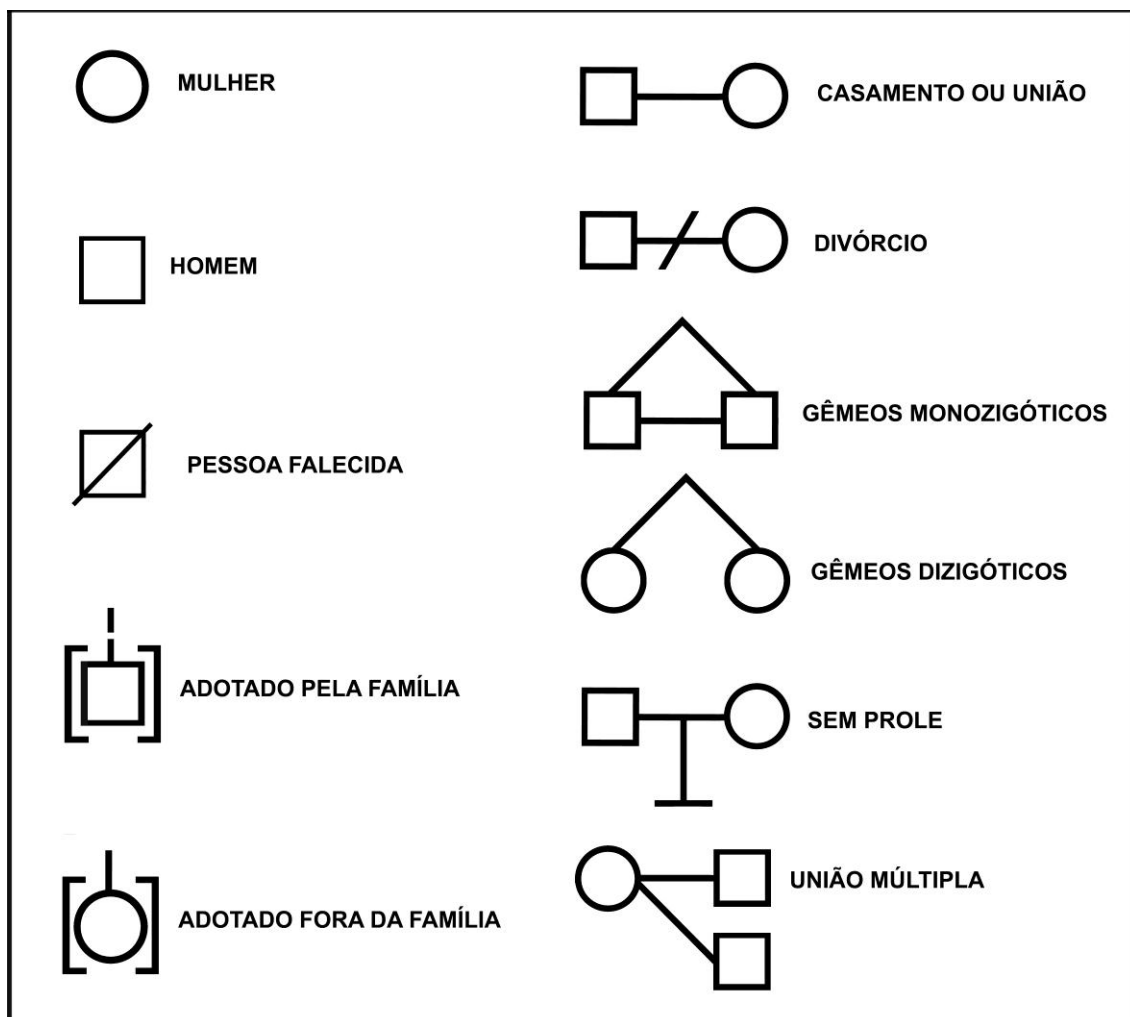 MULHER
HOMEM
PESSOA FALECIDA
ADOTADO PELA FAMÍLIA
ADOTADO FORA DA FAMÍLIA
CASAMENTO OU UNIÃO
DIVÓRCIO
GÊMEOS MONOZIGÓTICOS
GÊMEOS DIZIGÓTICOS
SEM PROLE
UNIÃO MÚLTIPLA